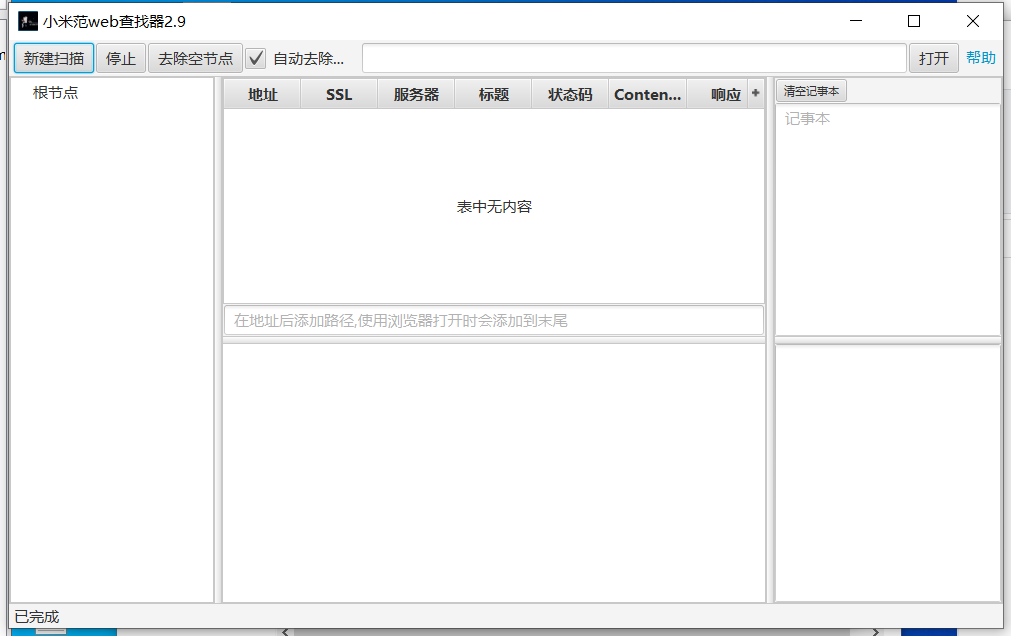 小米范web查找器2.9
新建扫描 停止 去除空节点 自动去除... 打开 帮助
根节点
地址 SSL 服务器 标题 状态码 Conten... 响应 +
清空记事本
记事本
表中无内容
在地址后添加路径,使用浏览器打开时会添加到末尾
已完成